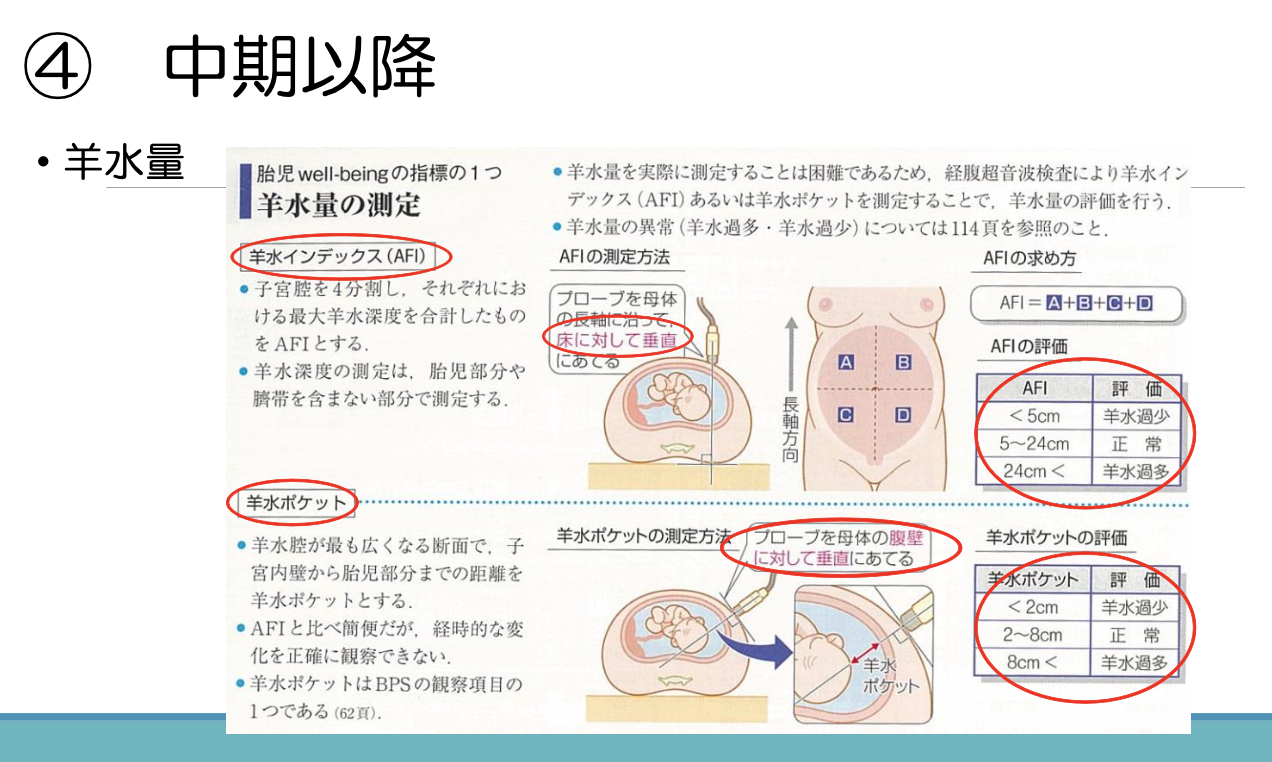 ④ 中期以降
• 羊水量
胎児well-beingの指標の1つ
羊水量の測定
● 羊水量を実際に測定することは困難であるため，経腹超音波検査により羊水イン
デックス（AFI）あるいは羊水ポケットを測定することで，羊水量の評価を行う．
● 羊水量の異常（羊水過多・羊水過少）については114頁を参照のこと．
羊水インデックス（AFI）
● 子宮腔を4分割し，それぞれにお
ける最大羊水深度を合計したもの
をAFIとする．
● 羊水深度の測定は，胎児部分や
臍帯を含まない部分で測定する．
AFIの測定方法
プローブを母体
の長軸に沿って，
床に対して垂直
にあてる
長軸方向
A B
C D
AFIの求め方
AFI＝A+B+C+D
AFIの評価
AFI 評 価
＜5cm 羊水過少
5〜24cm 正 常
24cm＜ 羊水過多
羊水ポケット
● 羊水腔が最も広くなる断面で，子
宮内壁から胎児部分までの距離を
羊水ポケットとする．
● AFIと比べ簡便だが，経時的な変
化を正確に観察できない．
● 羊水ポケットはBPSの観察項目の
1つである（62頁）．
羊水ポケットの測定方法
プローブを母体の腹壁
に対して垂直にあてる
羊水
ポケット
羊水ポケットの評価
羊水ポケット 評 価
＜2cm 羊水過少
2〜8cm 正 常
8cm＜ 羊水過多